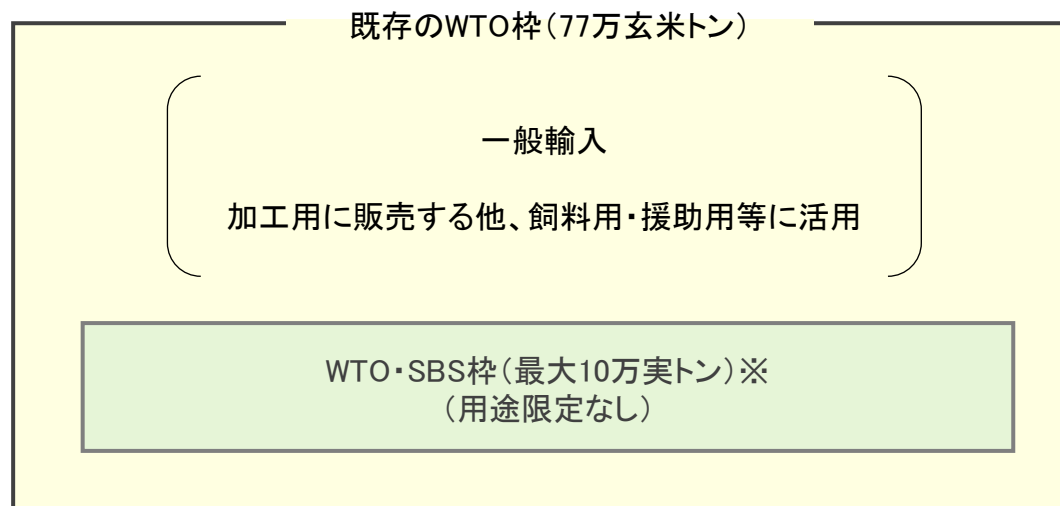 既存のWTO枠（77万玄米トン）
一般輸入
加工用に販売する他、飼料用・援助用等に活用
WTO・SBS枠（最大10万実トン）※
（用途限定なし）